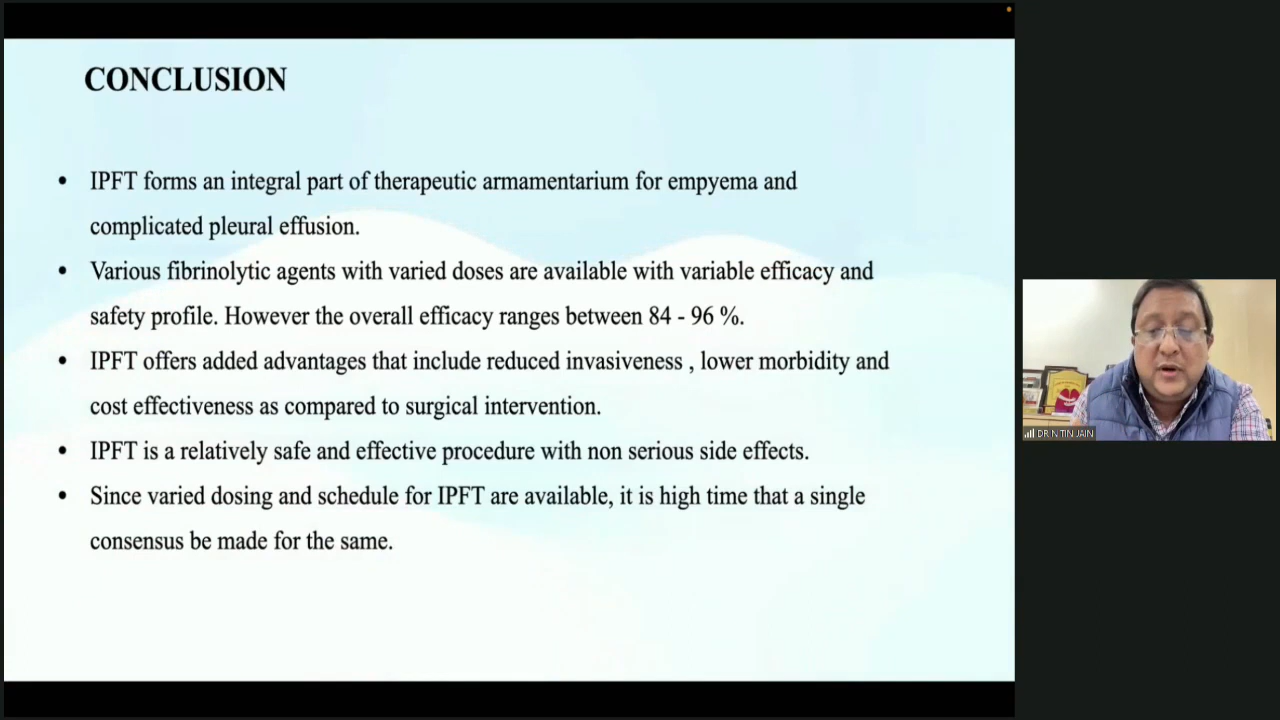 CONCLUSION
• IPFT forms an integral part of therapeutic armamentarium for empyema and
complicated pleural effusion.
• Various fibrinolytic agents with varied doses are available with variable efficacy and
safety profile. However the overall efficacy ranges between 84 - 96 %.
• IPFT offers added advantages that include reduced invasiveness , lower morbidity and
cost effectiveness as compared to surgical intervention.
• IPFT is a relatively safe and effective procedure with non serious side effects.
• Since varied dosing and schedule for IPFT are available, it is high time that a single
consensus be made for the same.
DR NITIN JAIN